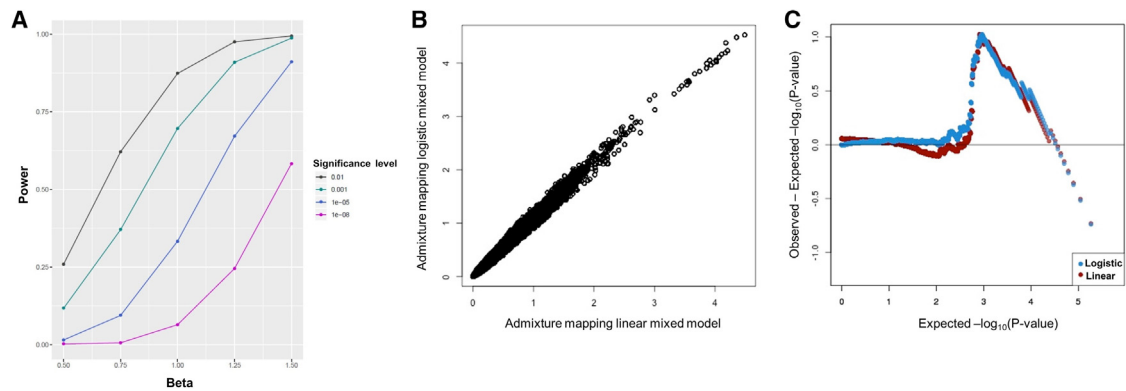 A
1.00
0.75
0.50
0.25
0.00
Power
0.50
0.75
1.00
1.25
1.50
Beta
Significance level
0.01
0.001
1e-05
1e-08
B
Admixture mapping logistic mixed model
4
3
2
1
0
0
1
2
3
4
Admixture mapping linear mixed model
C
Observed – Expected –log10(P-value)
1.0
0.5
0.0
-0.5
-1.0
0
1
2
3
4
5
Expected –log10(P-value)
Logistic
Linear